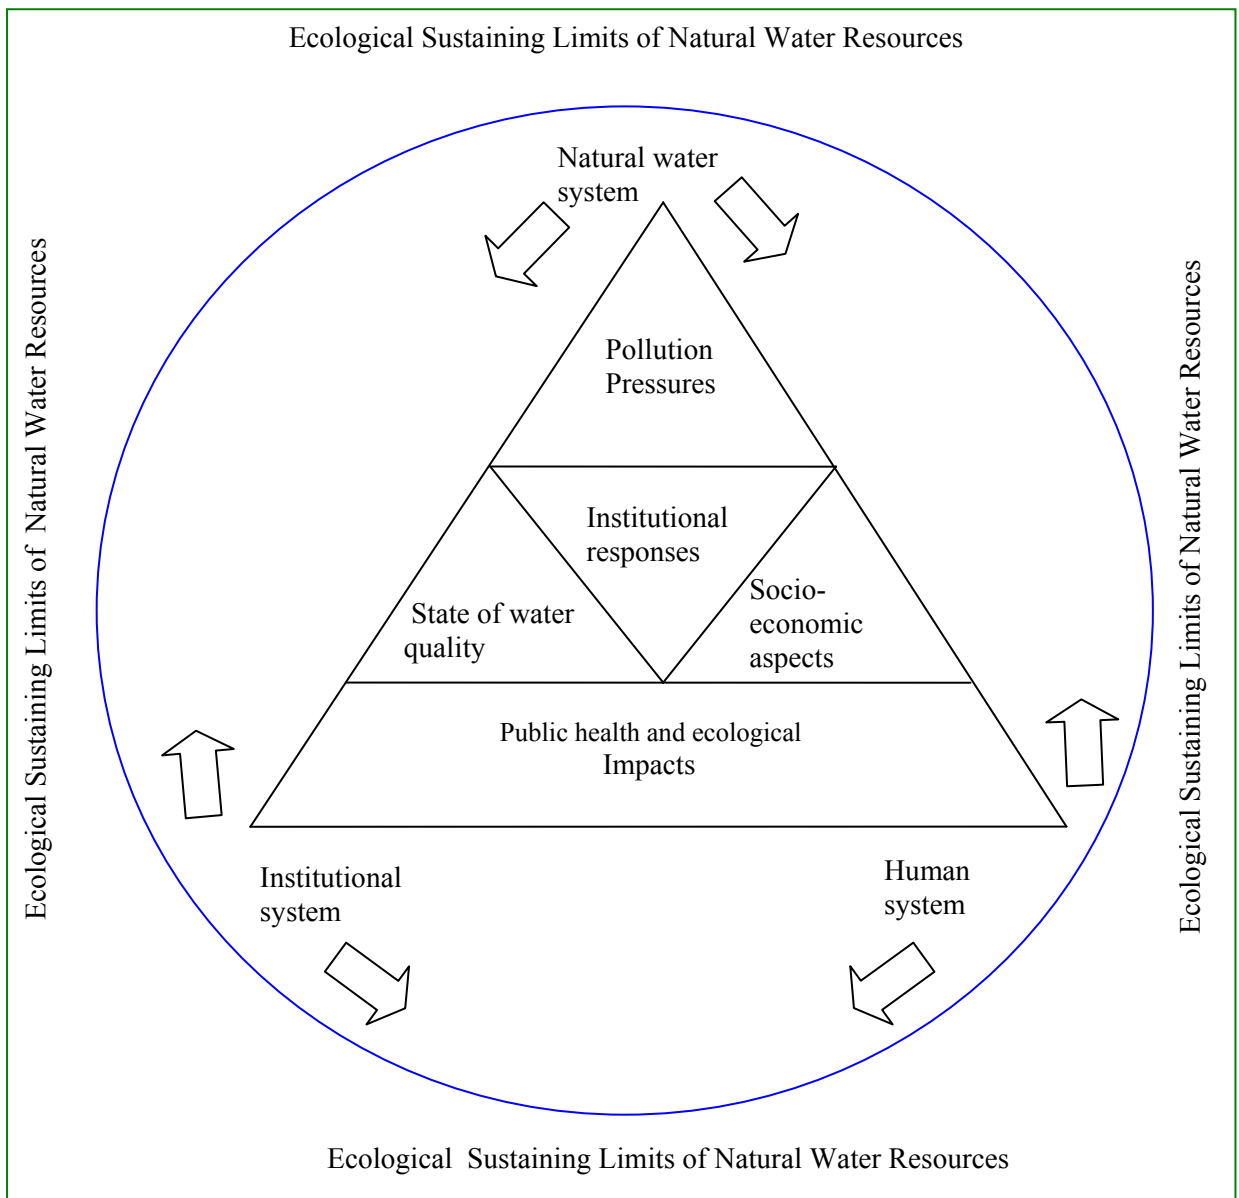 Ecological Sustaining Limits of Natural Water Resources
Natural water
system
Ecological Sustaining Limits of Natural Water Resources
Ecological Sustaining Limits of Natural Water Resources
Pollution
Pressures
Institutional
responses
State of water
quality
Socio-
economic
aspects
Public health and ecological
Impacts
Institutional
system
Human
system
Ecological Sustaining Limits of Natural Water Resources